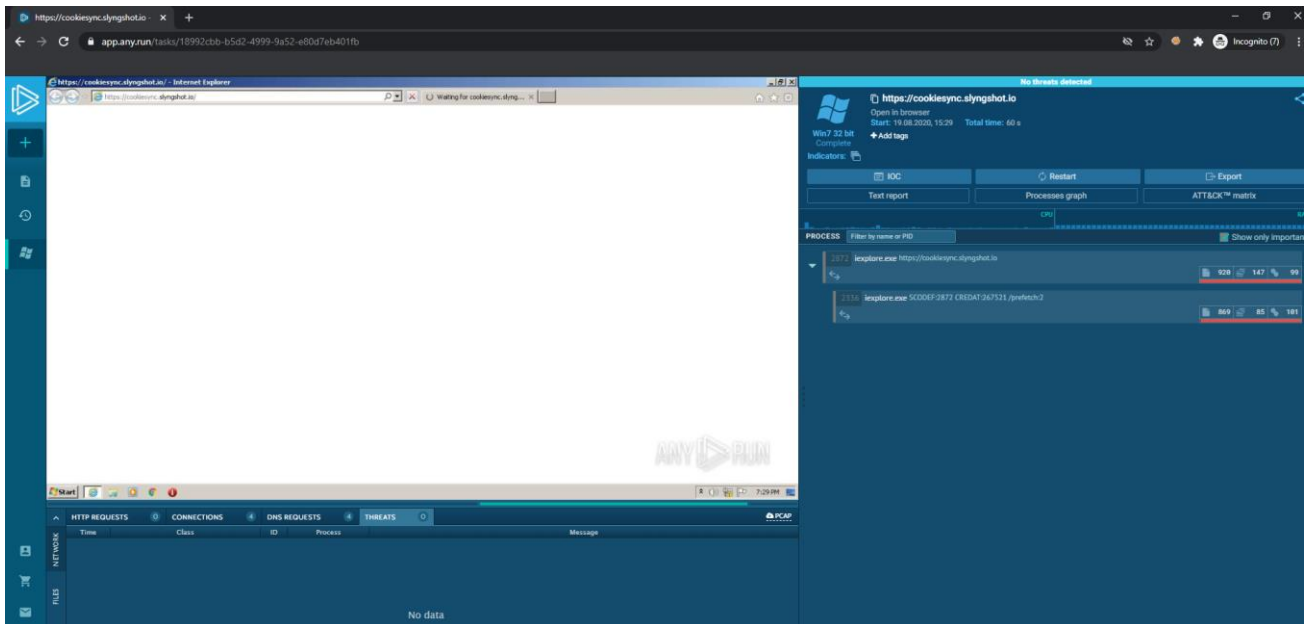 https://cookiesync.slyngshot.io - × +
app.any.run/tasks/18992cbb-b5d2-4999-9a52-e80d7eb401fb Incognito (7)
https://cookiesync.slyngshot.io/ - Internet Explorer
https://cookiesync.slyngshot.io/ Waiting for cookiesync.slyng...
No threats detected
https://cookiesync.slyngshot.io
Open in browser
Start: 19.08.2020, 15:29 Total time: 60 s
Win7 32 bit
Complete
+ Add tags
Indicators:
IOC Restart Export
Text report Processes graph ATT&CK™ matrix
CPU
PROCESS Filter by name or PID Show only importan
2872 iexplore.exe https://cookiesync.slyngshot.io
928 147 99
iexplore.exe SCODEF:2872 CREDAT:267521 /prefetch:2
869 85 101
ANY RUN
Start 7:29 PM
HTTP REQUESTS 0 CONNECTIONS 4 DNS REQUESTS 4 THREATS 0 PCAP
NETWORK
FILES
Time Class ID Process Message
No data